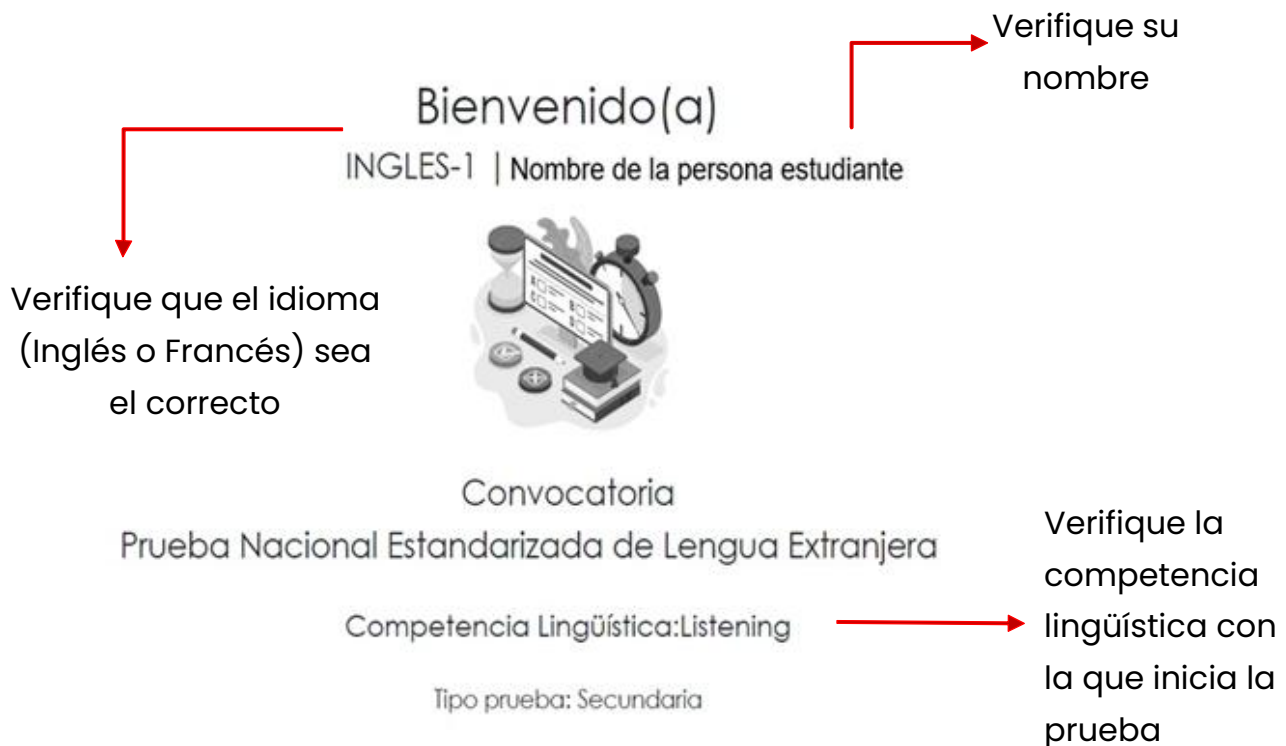 Verifique su
nombre
Bienvenido(a)
INGLES-1 | Nombre de la persona estudiante
Verifique que el idioma
(Inglés o Francés) sea
el correcto
Convocatoria
Prueba Nacional Estandarizada de Lengua Extranjera
Competencia Lingüística:Listening
Verifique la
competencia
lingüística con
la que inicia la
prueba
Tipo prueba: Secundaria